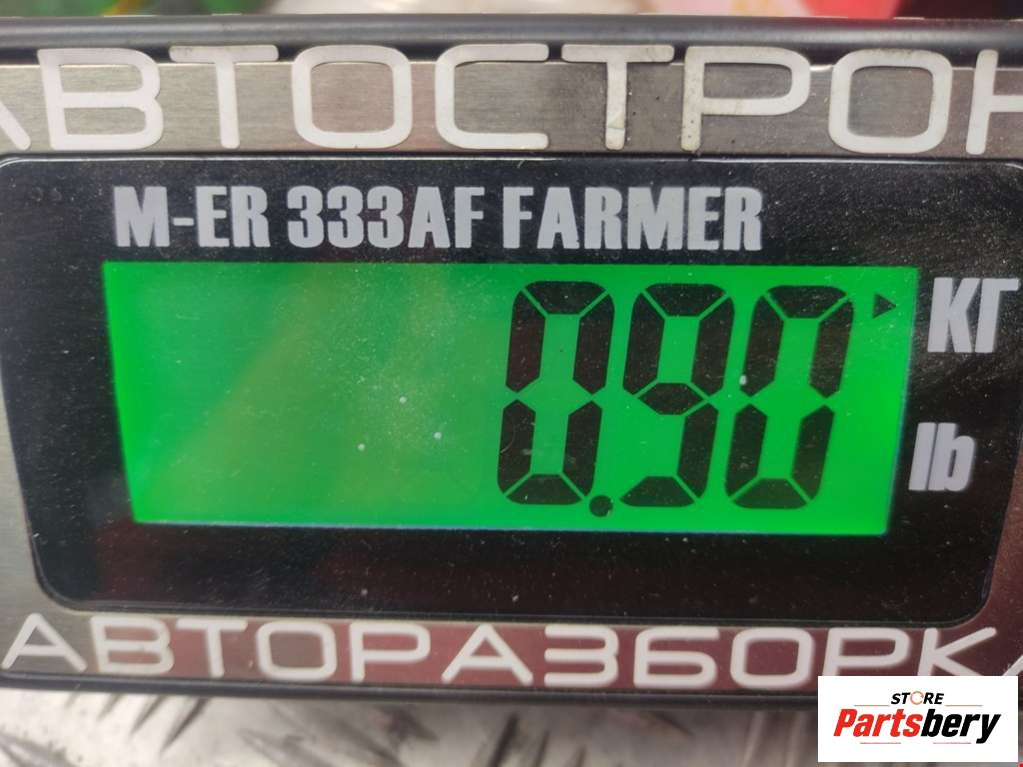 АВТОСТРОН
M-ER 333AF FARMER
0.90
КГ
lb
АВТОРАЗБОРКА
STORE
Partsbery